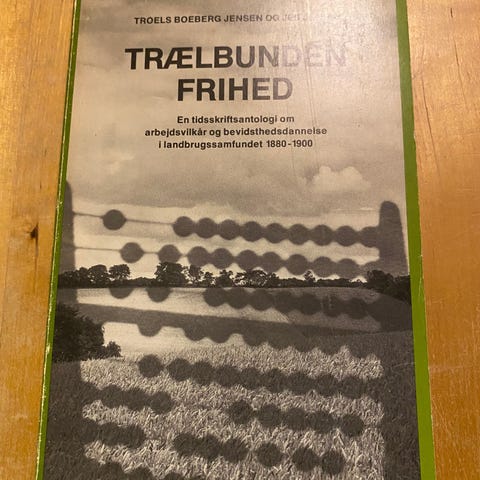 TROELS BOEBERG JENSEN OG
TRÆLBUNDEN
FRIHED
En tidsskriftsantologi om
arbejdsvilkår og bevidsthedsdannelse
i landbrugssamfundet 1880-1900